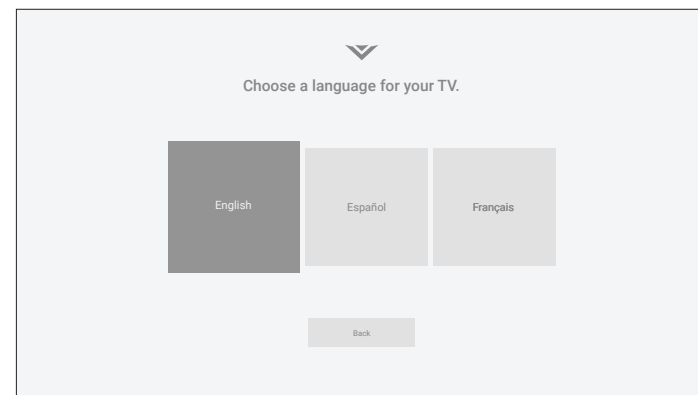 Choose a language for your TV.
English
Español
Français
Back